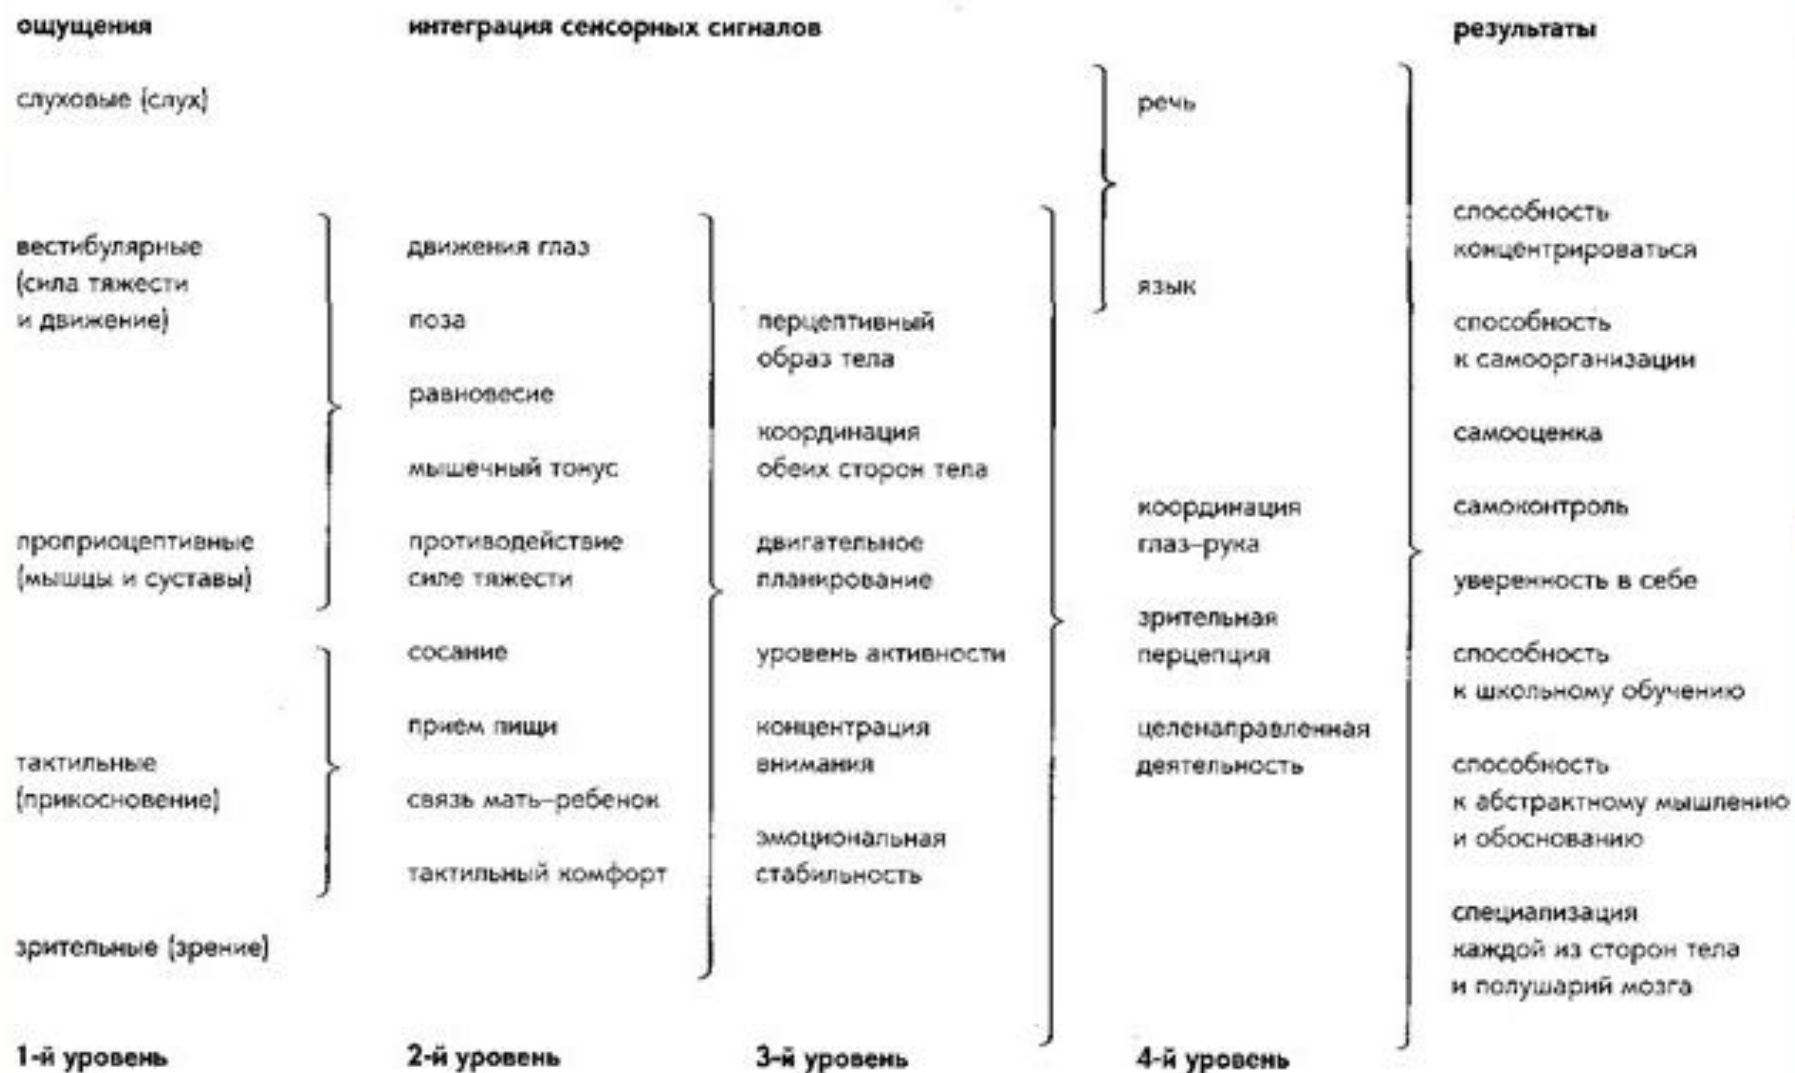 ощущения
интеграция сенсорных сигналов
результаты
слуховые (слух)
вестибулярные
(сила тяжести
и движение)
проприоцептивные
(мышцы и суставы)
тактильные
(прикосновение)
зрительные (зрение)
1-й уровень
движения глаз
поза
равновесие
мышечный тонус
противодействие
силе тяжести
сосание
прием пищи
связь мать–ребенок
тактильный комфорт
2-й уровень
перцептивный
образ тела
координация
обеих сторон тела
двигательное
планирование
уровень активности
концентрация
внимания
эмоциональная
стабильность
3-й уровень
речь
язык
координация
глаз–рука
зрительная
перцепция
целенаправленная
деятельность
4-й уровень
способность
концентрироваться
способность
к самоорганизации
самооценка
самоконтроль
уверенность в себе
способность
к школьному обучению
способность
к абстрактному мышлению
и обоснованию
специализация
каждой из сторон тела
и полушарий мозга